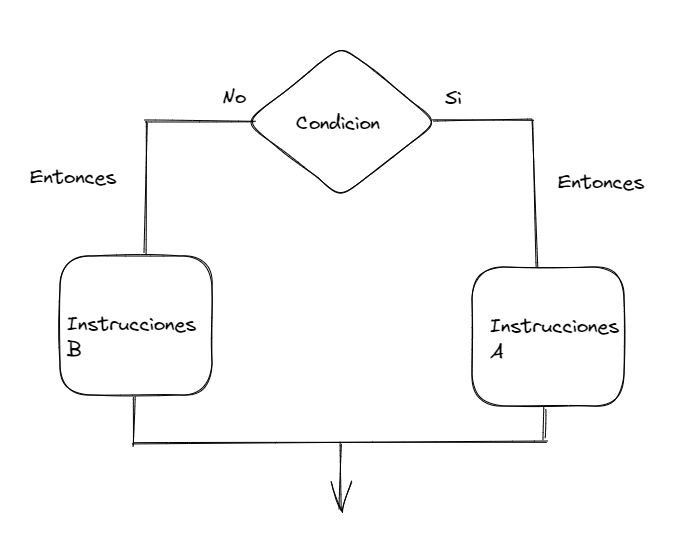 No
Si
Condicion
Entonces
Entonces
Instrucciones
B
Instrucciones
A